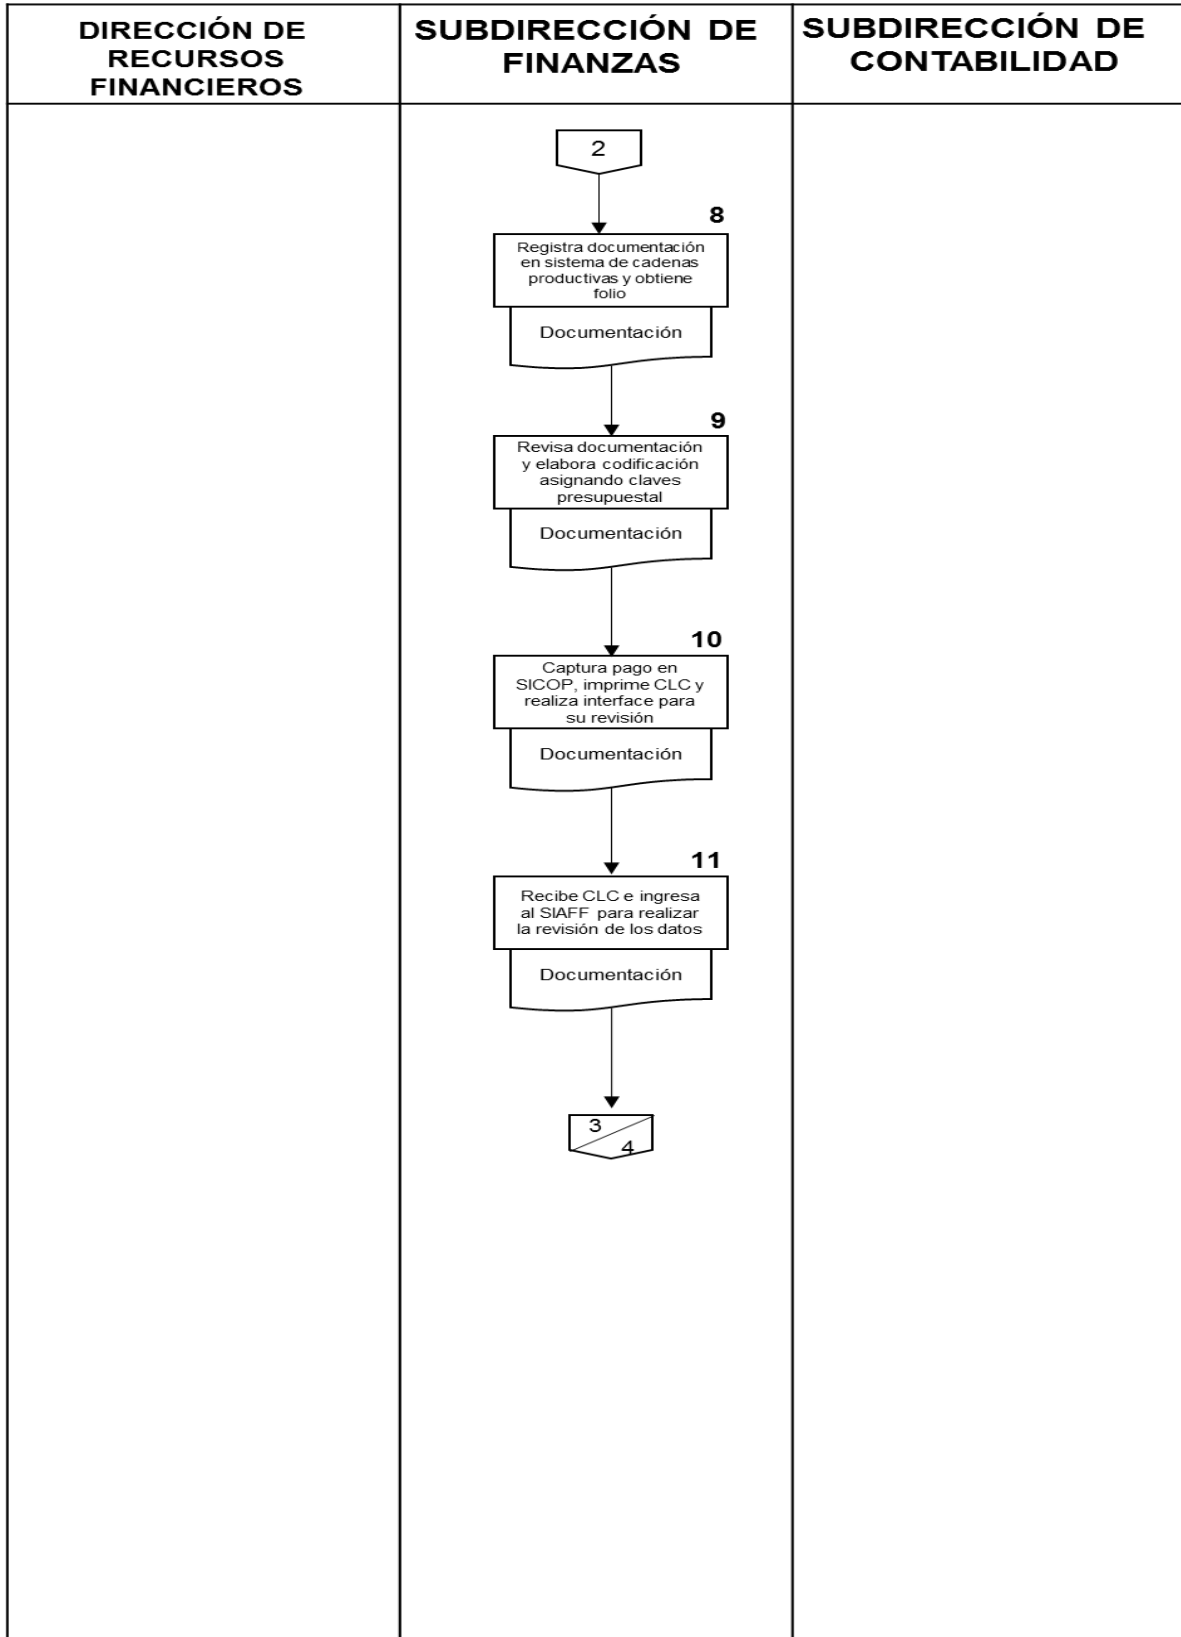 DIRECCIÓN DE
RECURSOS
FINANCIEROS
SUBDIRECCIÓN DE
FINANZAS
SUBDIRECCIÓN DE
CONTABILIDAD
2
8
Registra documentación
en sistema de cadenas
productivas y obtiene
folio
Documentación
9
Revisa documentación
y elabora codificación
asignando claves
presupuestal
Documentación
10
Captura pago en
SICOP, imprime CLC y
realiza interface para
su revisión
Documentación
11
Recibe CLC e ingresa
al SIAFF para realizar
la revisión de los datos
Documentación
3
4